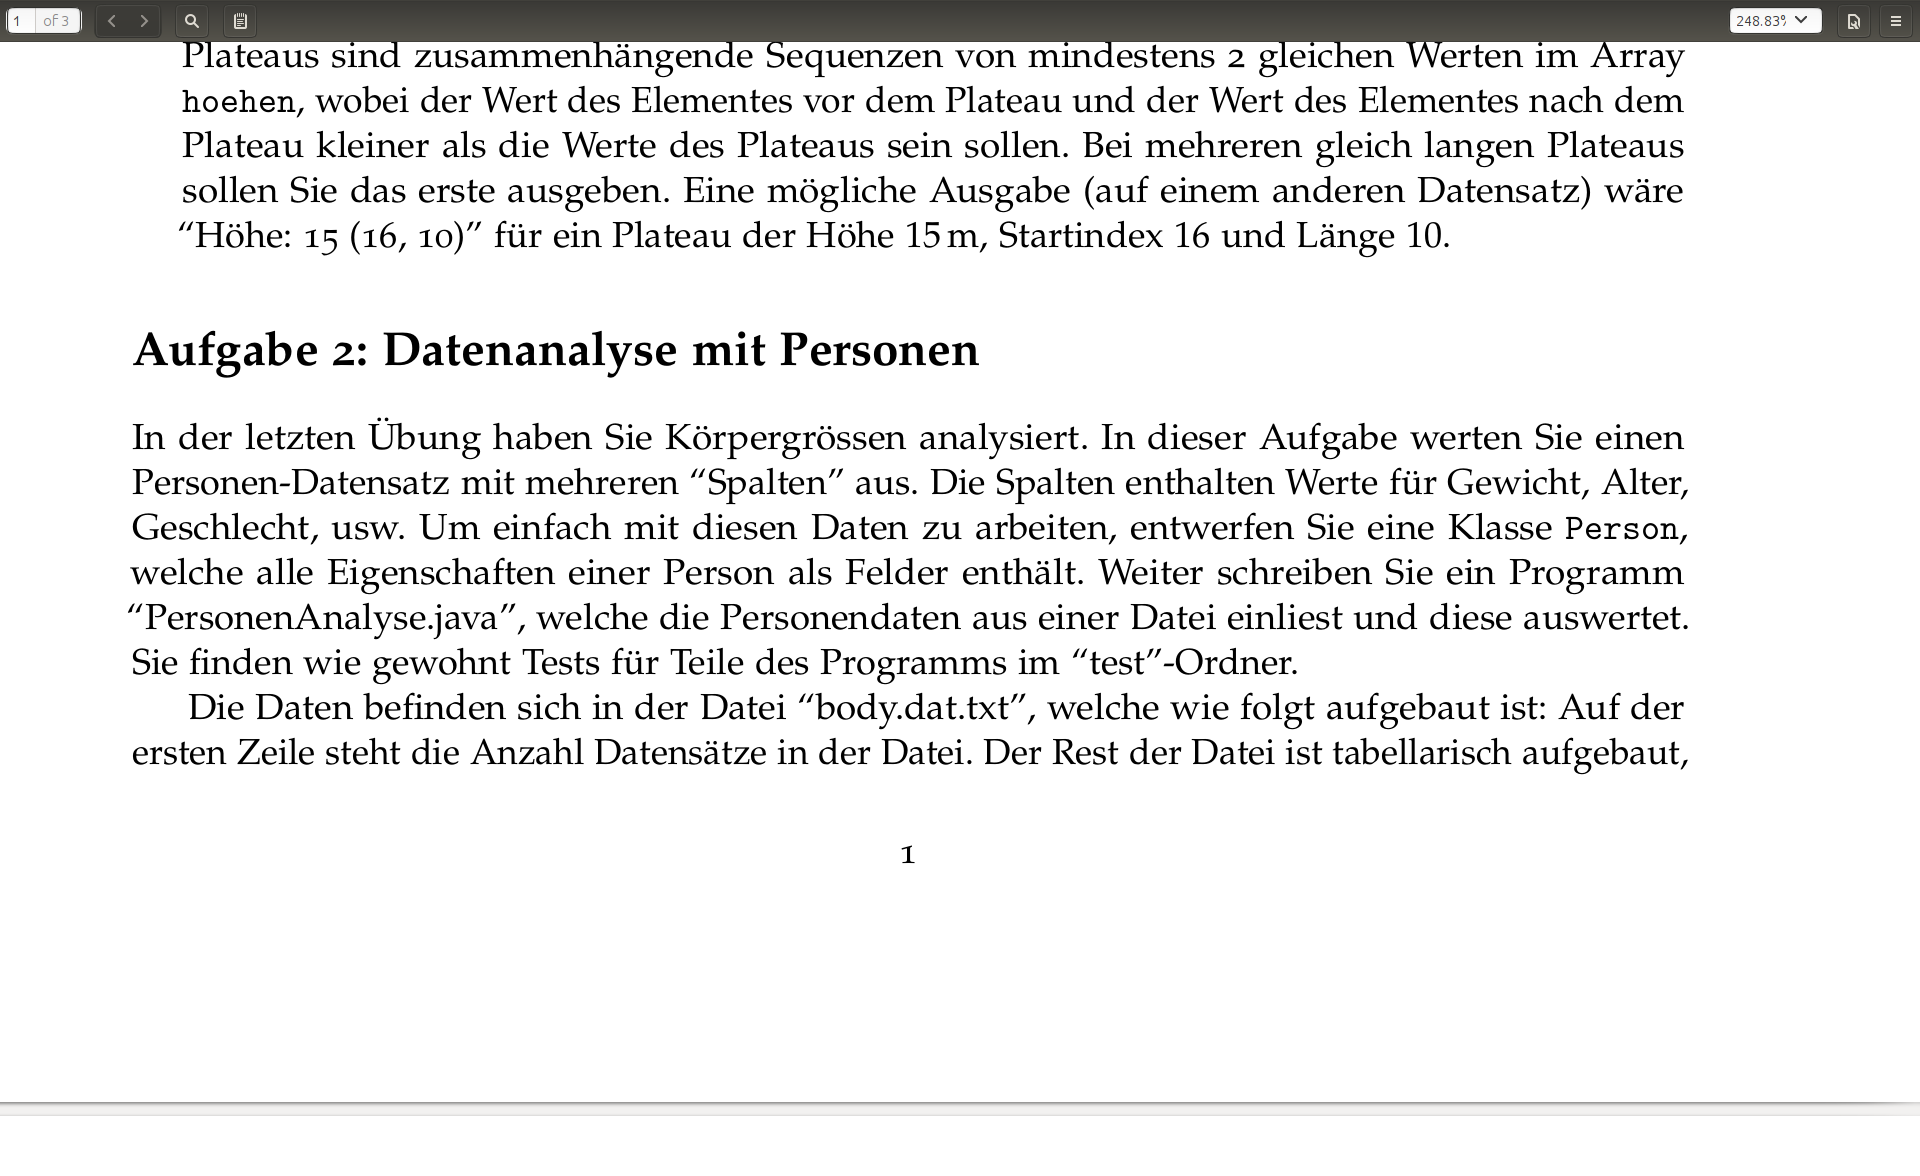 1 of 3
248.83%
Plateaus sind zusammenhängende Sequenzen von mindestens 2 gleichen Werten im Array
hoehen, wobei der Wert des Elementes vor dem Plateau und der Wert des Elementes nach dem
Plateau kleiner als die Werte des Plateaus sein sollen. Bei mehreren gleich langen Plateaus
sollen Sie das erste ausgeben. Eine mögliche Ausgabe (auf einem anderen Datensatz) wäre
“Höhe: 15 (16, 10)” für ein Plateau der Höhe 15 m, Startindex 16 und Länge 10.
Aufgabe 2: Datenanalyse mit Personen
In der letzten Übung haben Sie Körpergrössen analysiert. In dieser Aufgabe werten Sie einen
Personen-Datensatz mit mehreren “Spalten” aus. Die Spalten enthalten Werte für Gewicht, Alter,
Geschlecht, usw. Um einfach mit diesen Daten zu arbeiten, entwerfen Sie eine Klasse Person,
welche alle Eigenschaften einer Person als Felder enthält. Weiter schreiben Sie ein Programm
“PersonenAnalyse.java”, welche die Personendaten aus einer Datei einliest und diese auswertet.
Sie finden wie gewohnt Tests für Teile des Programms im “test”-Ordner.
Die Daten befinden sich in der Datei “body.dat.txt”, welche wie folgt aufgebaut ist: Auf der
ersten Zeile steht die Anzahl Datensätze in der Datei. Der Rest der Datei ist tabellarisch aufgebaut,
1